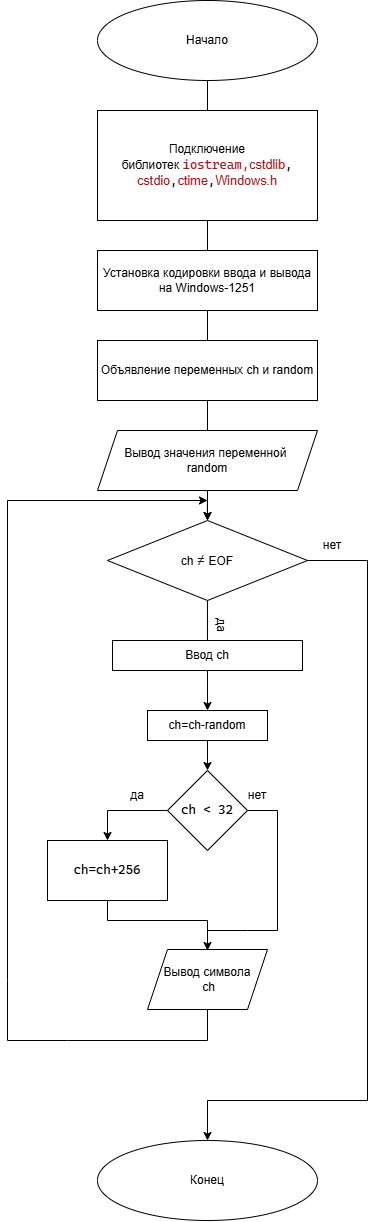 Начало
Подключение
библиотек iostream,cstdlib,
cstdio,ctime,Windows.h
Установка кодировки ввода и вывода
на Windows-1251
Объявление переменных ch и random
Вывод значения переменной
random
ch ≠ EOF
нет
да
Ввод ch
ch=ch-random
да
ch < 32
нет
ch=ch+256
Вывод символа
ch
Конец